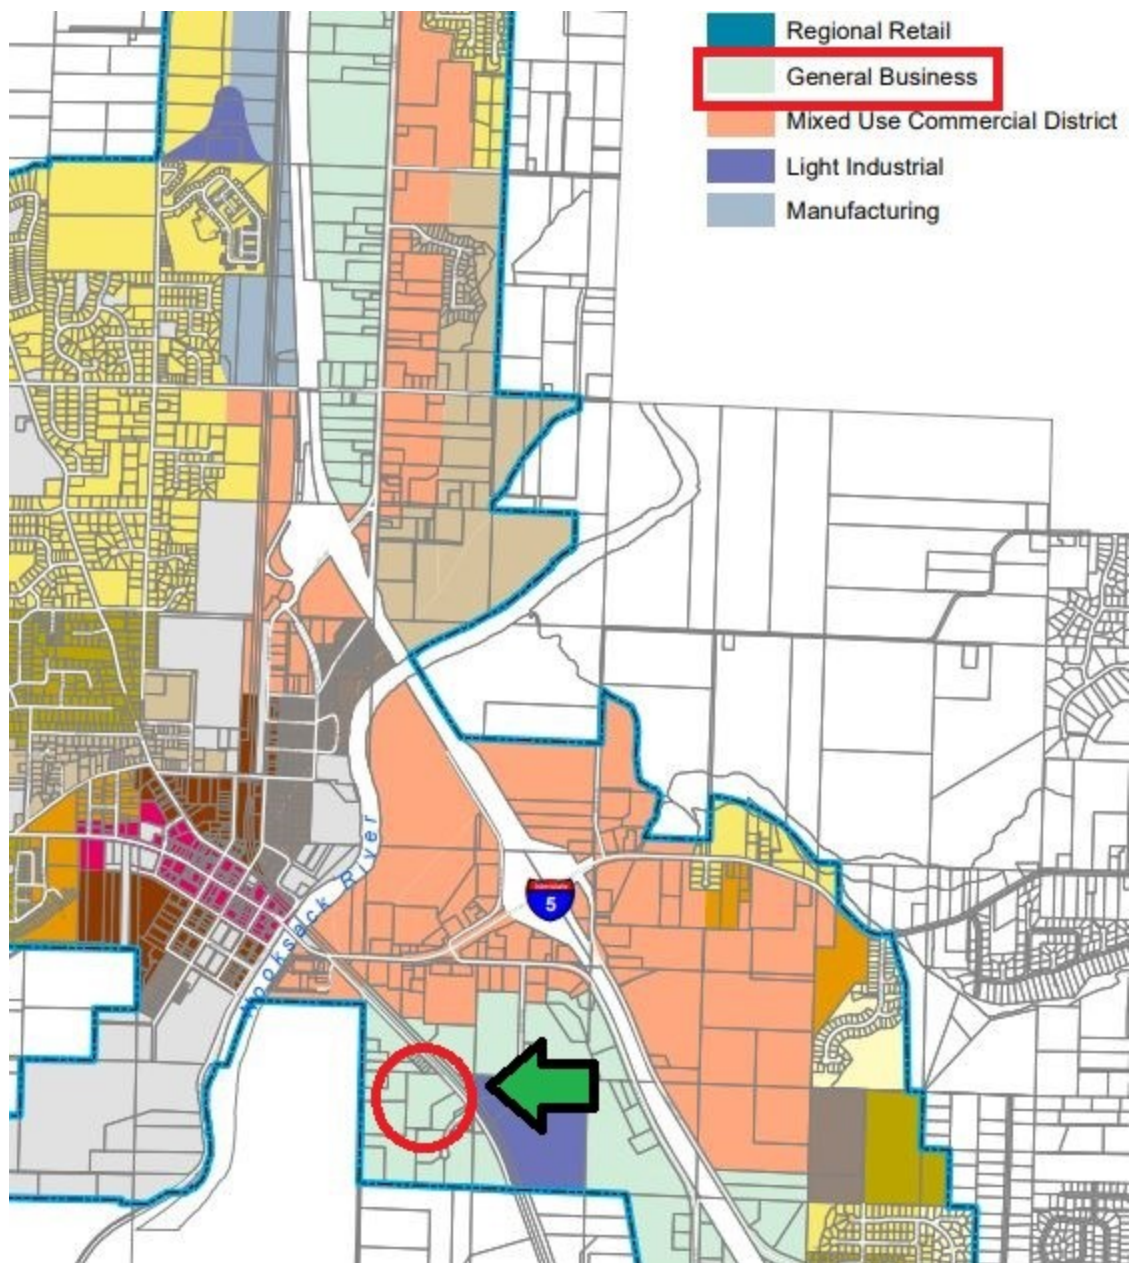 Regional Retail
General Business
Mixed Use Commercial District
Light Industrial
Manufacturing
Nooksack River
5